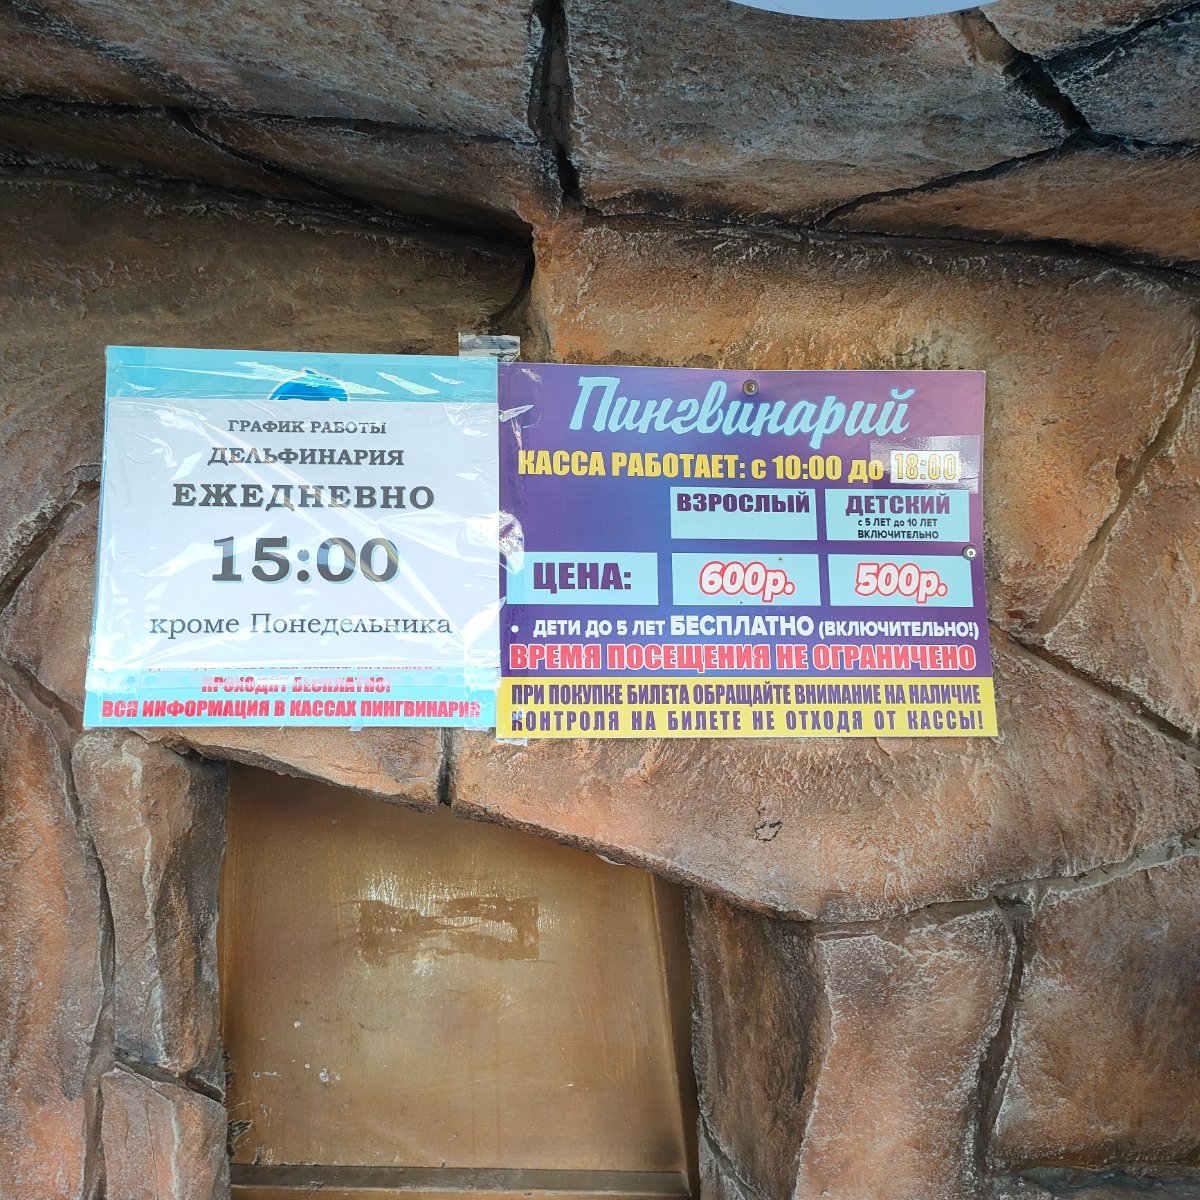 ГРАФИК РАБОТЫ
ДЕЛЬФИНАРИЯ
ЕЖЕДНЕВНО
15:00
кроме Понедельника
ПРОХОДЯТ БЕСПЛАТНО!
ВСЯ ИНФОРМАЦИЯ В КАССАХ ПИНГВИНАРИЯ
Пингвинарий
КАССА РАБОТАЕТ: с 10:00 до 18:00
ВЗРОСЛЫЙ
ДЕТСКИЙ
с 5 ЛЕТ до 10 ЛЕТ
ВКЛЮЧИТЕЛЬНО
ЦЕНА:
600р.
500р.
• ДЕТИ ДО 5 ЛЕТ БЕСПЛАТНО (ВКЛЮЧИТЕЛЬНО!)
ВРЕМЯ ПОСЕЩЕНИЯ НЕ ОГРАНИЧЕНО
ПРИ ПОКУПКЕ БИЛЕТА ОБРАЩАЙТЕ ВНИМАНИЕ НА НАЛИЧИЕ
КОНТРОЛЯ НА БИЛЕТЕ НЕ ОТХОДЯ ОТ КАССЫ!